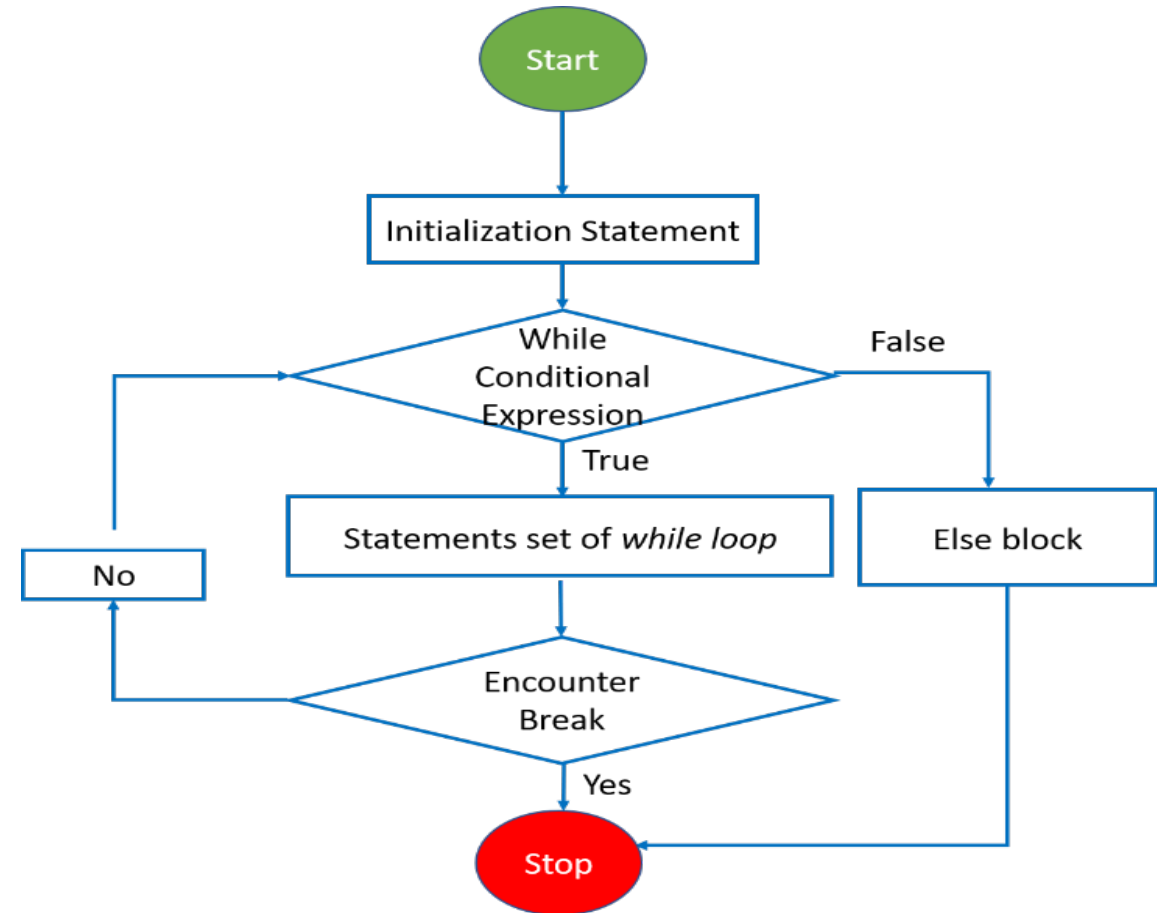 Start
Initialization Statement
While
Conditional
Expression
False
True
Statements set of while loop
Else block
No
Encounter
Break
Yes
Stop